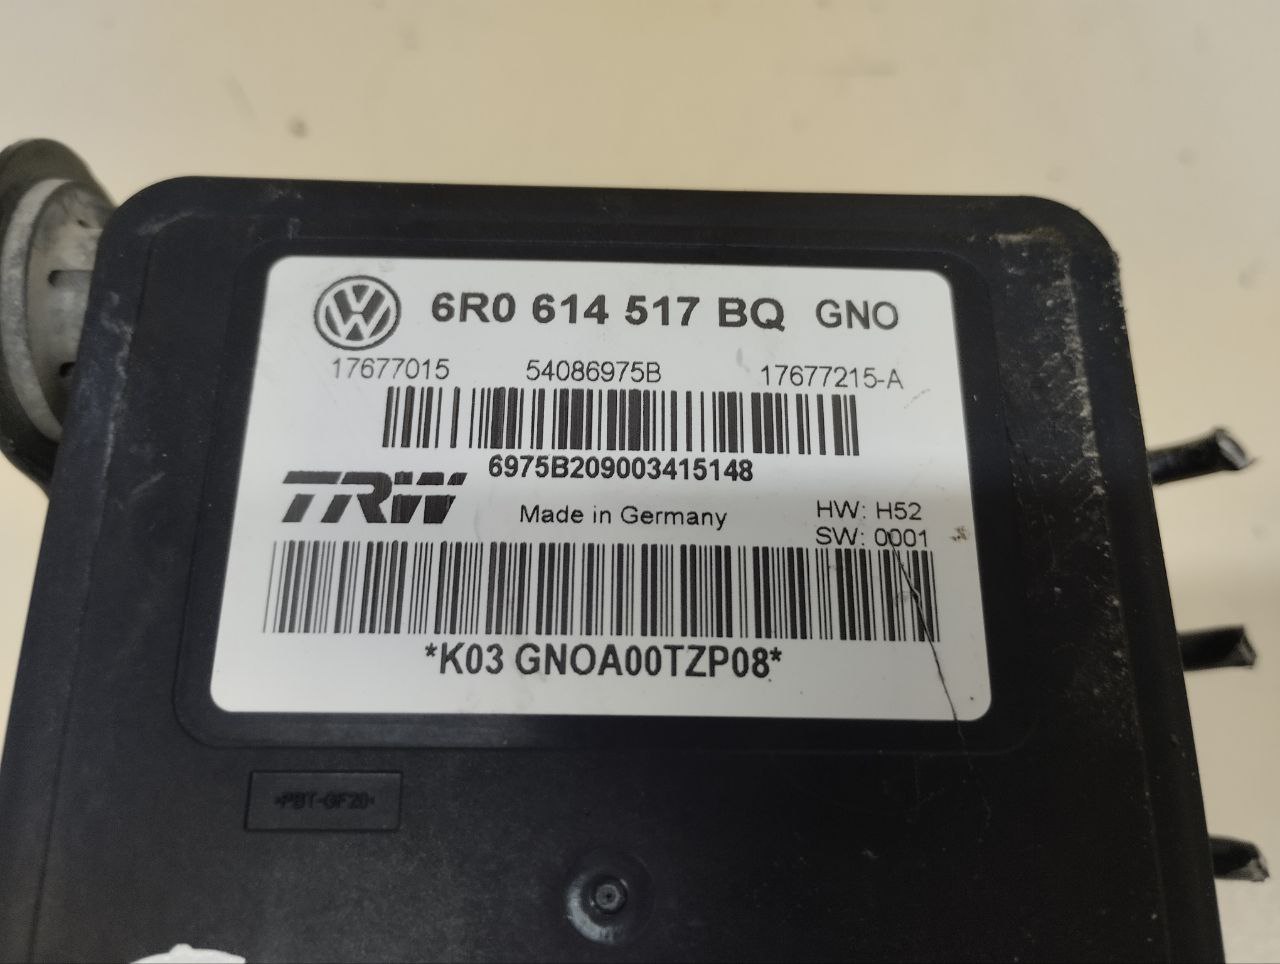 6R0 614 517 BQ GNO
17677015 54086975B 17677215-A
6975B209003415148
TRW Made in Germany HW: H52
SW: 0001
*K03 GNOA00TZP08*
>PBT-GF20<